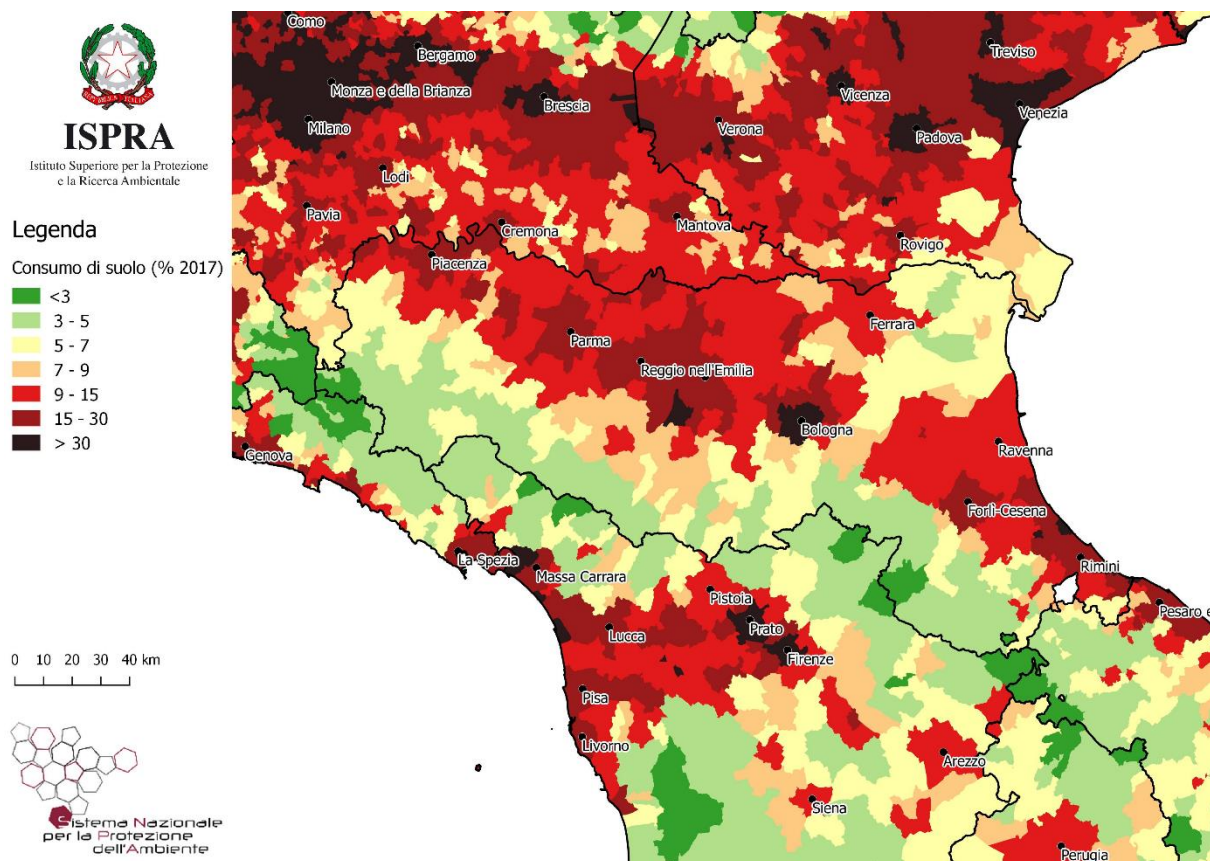 REPVBBLICA ITALIANA
ISPRA
Istituto Superiore per la Protezione
e la Ricerca Ambientale
Legenda
Consumo di suolo (% 2017)
<3
3 - 5
5 - 7
7 - 9
9 - 15
15 - 30
> 30
0 10 20 30 40 km
Sistema Nazionale
per la Protezione
dell'Ambiente
Como
Bergamo
Treviso
Monza e della Brianza
Brescia
Vicenza
Venezia
Milano
Verona
Padova
Lodi
Pavia
Cremona
Mantova
Rovigo
Piacenza
Ferrara
Parma
Reggio nell'Emilia
Bologna
Ravenna
Genova
Forlì-Cesena
La Spezia
Massa Carrara
Rimini
Pistoia
Pesaro e
Prato
Lucca
Firenze
Pisa
Livorno
Arezzo
Siena
Perugia